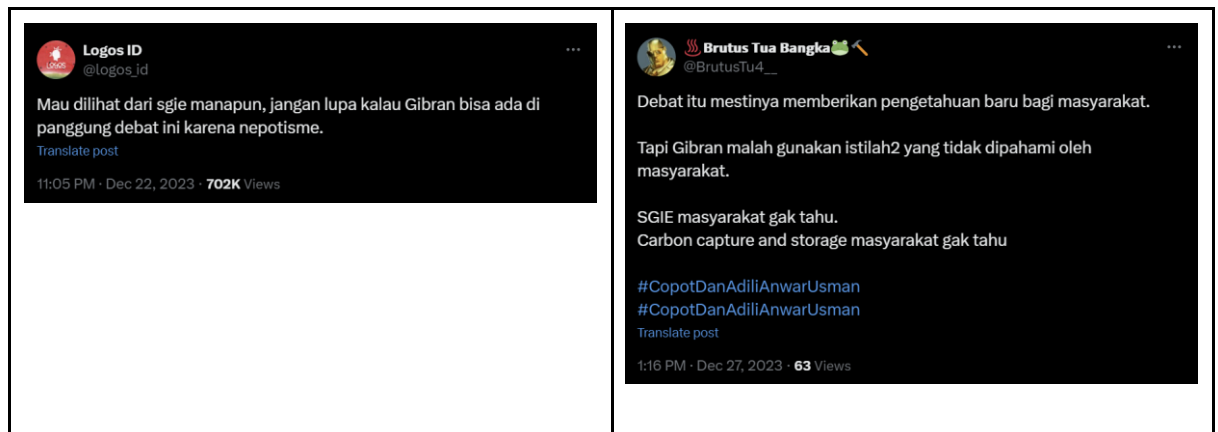 Logos ID
@logos_id
Mau dilihat dari sgie manapun, jangan lupa kalau Gibran bisa ada di
panggung debat ini karena nepotisme.
Translate post
11:05 PM · Dec 22, 2023 · 702K Views
♨️ Brutus Tua Bangka🐸🔨
@BrutusTu4__
Debat itu mestinya memberikan pengetahuan baru bagi masyarakat.
Tapi Gibran malah gunakan istilah2 yang tidak dipahami oleh
masyarakat.
SGIE masyarakat gak tahu.
Carbon capture and storage masyarakat gak tahu
#CopotDanAdiliAnwarUsman
#CopotDanAdiliAnwarUsman
Translate post
1:16 PM · Dec 27, 2023 · 63 Views